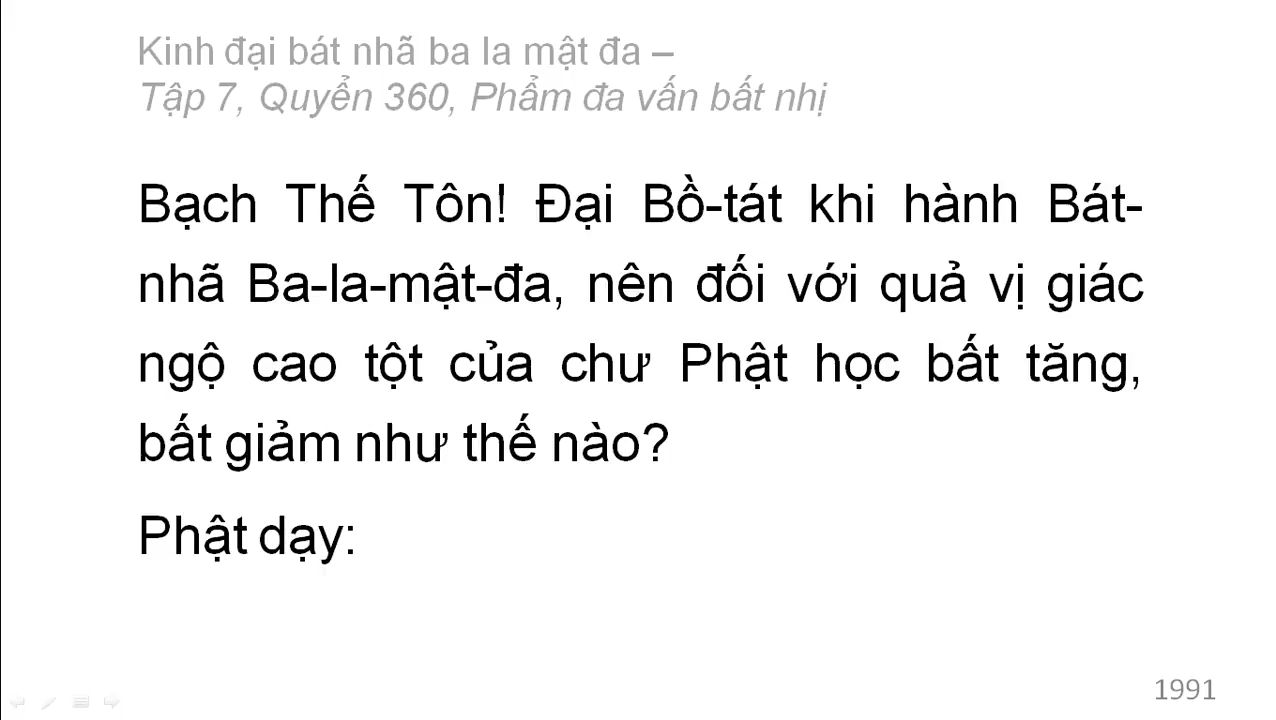 Kinh đại bát nhã ba la mật đa –
Tập 7, Quyển 360, Phẩm đa vấn bất nhị
Bạch Thế Tôn! Đại Bồ-tát khi hành Bát-
nhã Ba-la-mật-đa, nên đối với quả vị giác
ngộ cao tột của chư Phật học bất tăng,
bất giảm như thế nào?
Phật dạy:
1991